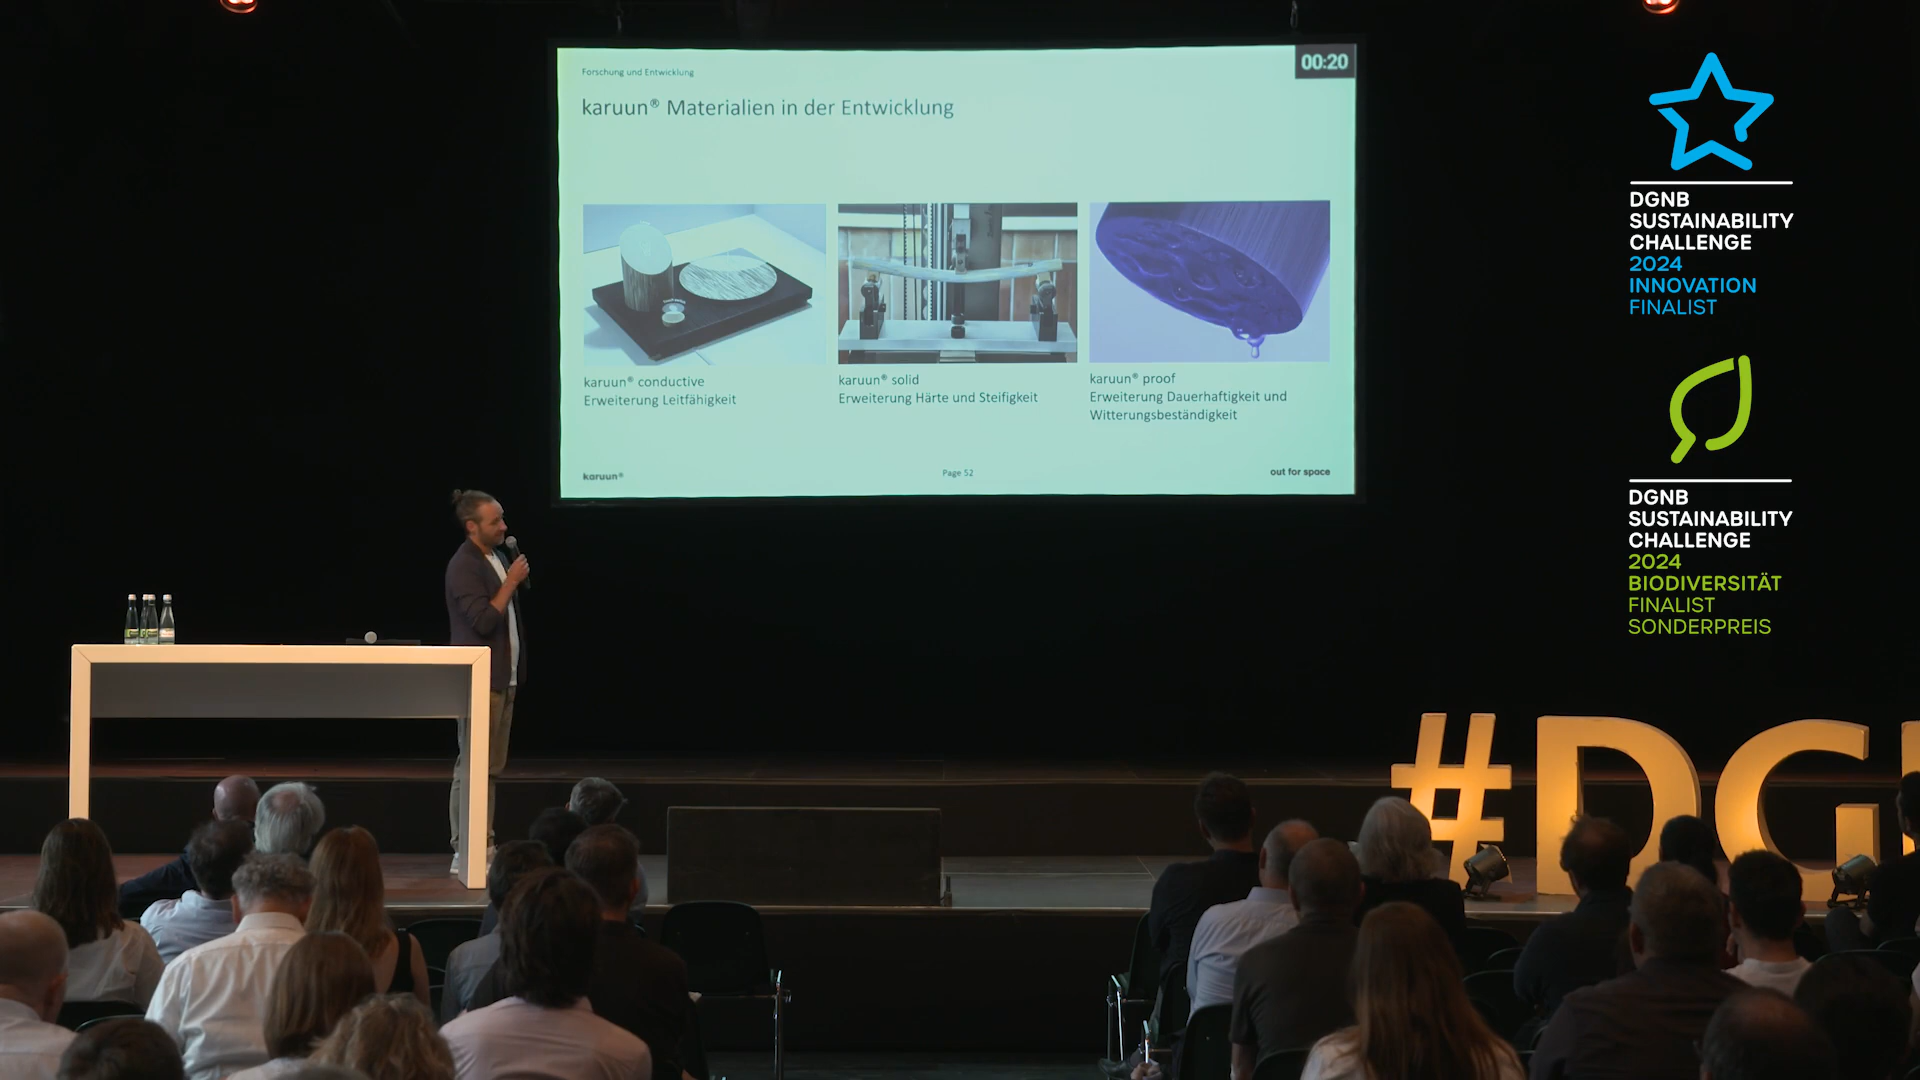 Forschung und Entwicklung
00:20
karuun® Materialien in der Entwicklung
karuun® conductive
Erweiterung Leitfähigkeit
karuun® solid
Erweiterung Härte und Steifigkeit
karuun® proof
Erweiterung Dauerhaftigkeit und
Witterungsbeständigkeit
karuun®
Page 52
out for space
DGNB
SUSTAINABILITY
CHALLENGE
2024
INNOVATION
FINALIST
DGNB
SUSTAINABILITY
CHALLENGE
2024
BIODIVERSITÄT
FINALIST
SONDERPREIS
#DG